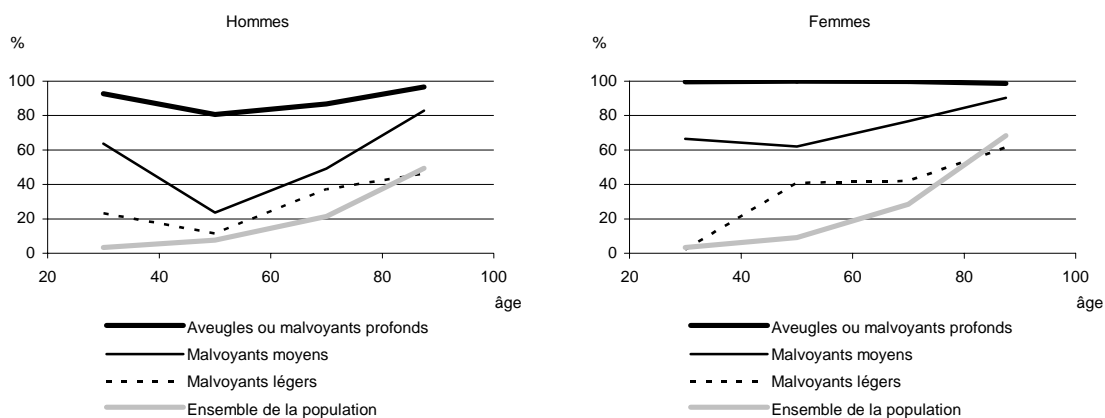 Hommes
%
100
80
60
40
20
0
20 40 60 80 100
âge
Aveugles ou malvoyants profonds
Malvoyants moyens
Malvoyants légers
Ensemble de la population
Femmes
%
100
80
60
40
20
0
20 40 60 80 100
âge
Aveugles ou malvoyants profonds
Malvoyants moyens
Malvoyants légers
Ensemble de la population